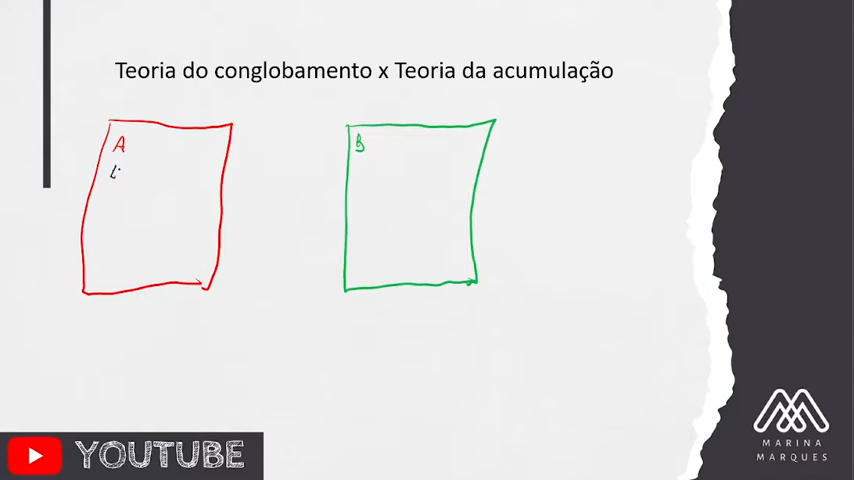 Teoria do conglobamento x Teoria da acumulação
A
B
YOUTUBE
MARINA
MARQUES